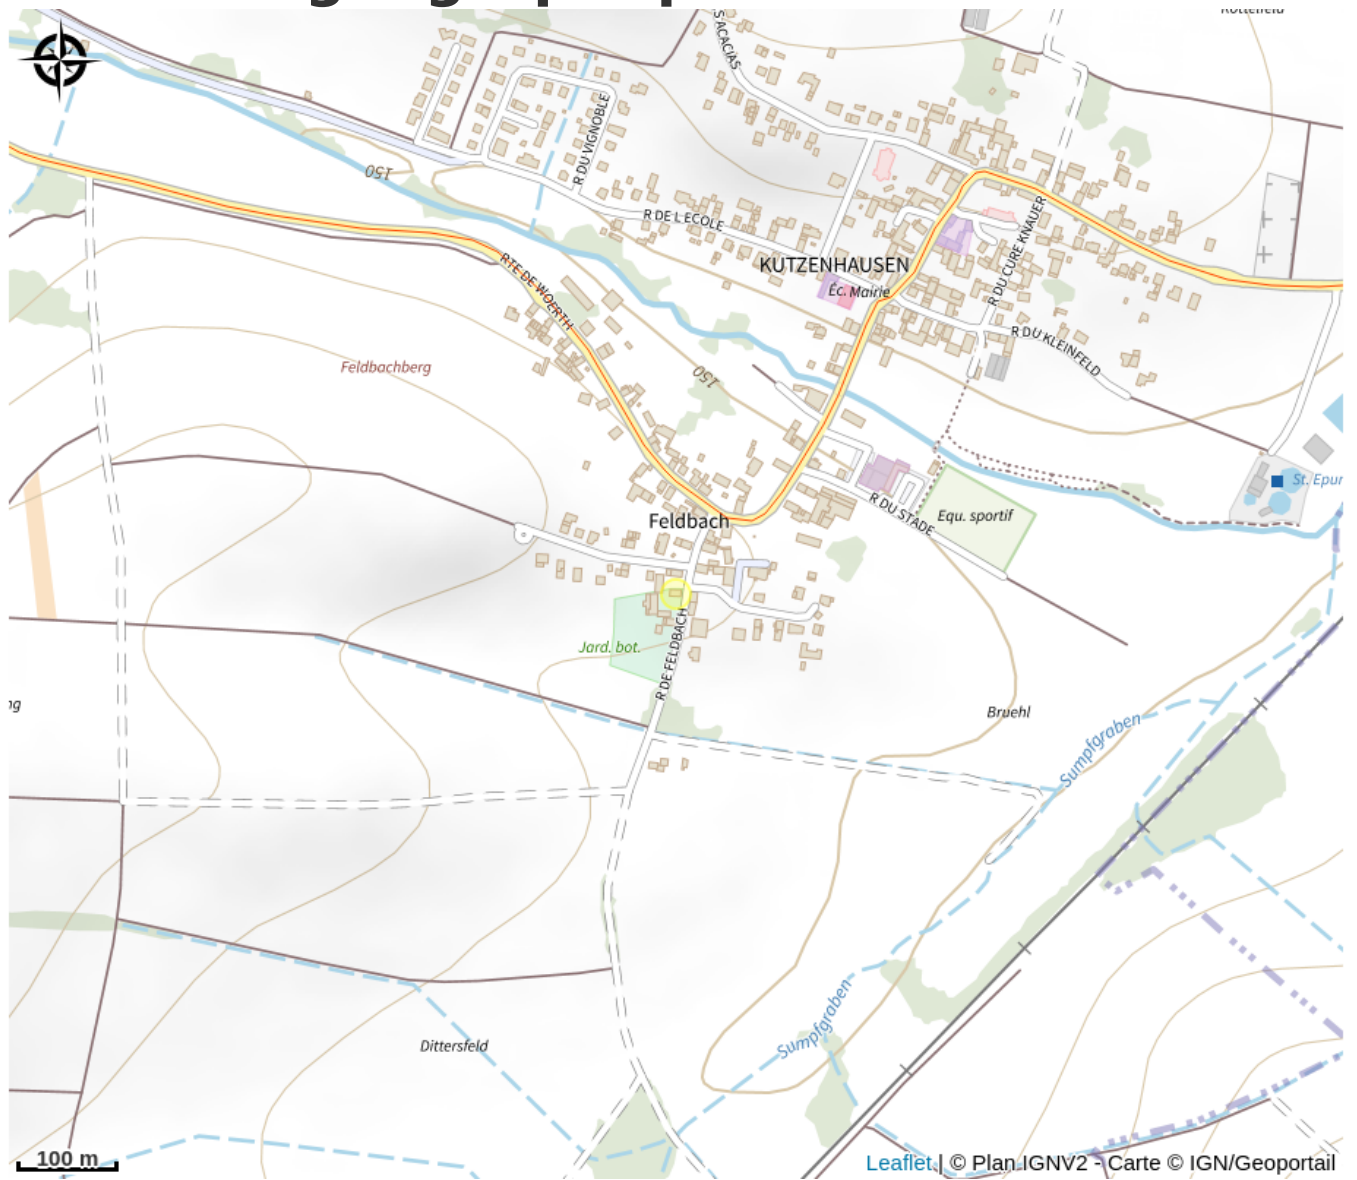 Rottelfeld
S ACACIAS
R DU VIGNOBLE
150
R DE L ECOLE
R DU CURE KNAUER
KUTZENHAUSEN
Éc. Mairie
RTE DE WOERTH
R DU KLEINFELD
Feldbachberg
150
St. Epur
R DU STADE
Equ. sportif
Feldbach
Jard. bot.
R DE FELDBACH
ng
Bruehl
Sumpfgraben
Sumpfgraben
Dittersfeld
100 m
Leaflet | © Plan IGNV2 - Carte © IGN/Geoportail